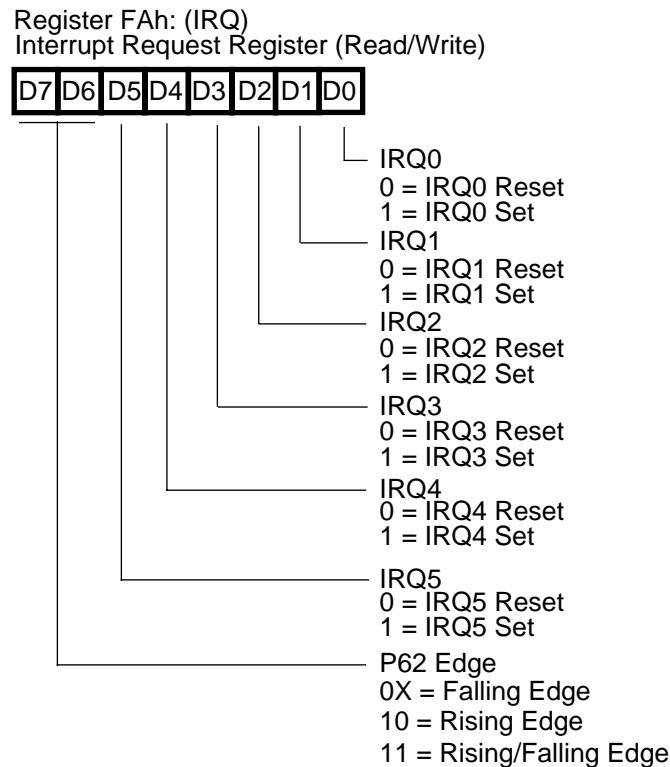 Register FAh: (IRQ)
Interrupt Request Register (Read/Write)
D7 D6 D5 D4 D3 D2 D1 D0
IRQ0
0 = IRQ0 Reset
1 = IRQ0 Set
IRQ1
0 = IRQ1 Reset
1 = IRQ1 Set
IRQ2
0 = IRQ2 Reset
1 = IRQ2 Set
IRQ3
0 = IRQ3 Reset
1 = IRQ3 Set
IRQ4
0 = IRQ4 Reset
1 = IRQ4 Set
IRQ5
0 = IRQ5 Reset
1 = IRQ5 Set
P62 Edge
0X = Falling Edge
10 = Rising Edge
11 = Rising/Falling Edge